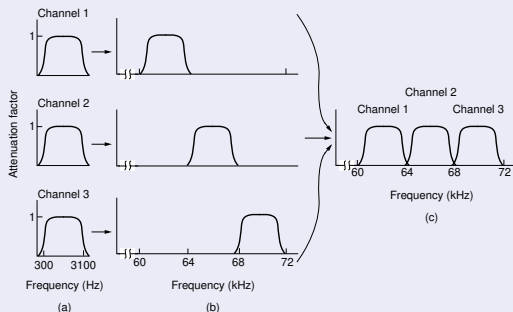 Channel 1
1
Channel 2
1
Channel 3
1
Attenuation factor
300 3100
Frequency (Hz)
(a)
60 64 68 72
Frequency (kHz)
(b)
Channel 2
Channel 1 Channel 3
60 64 68 72
Frequency (kHz)
(c)